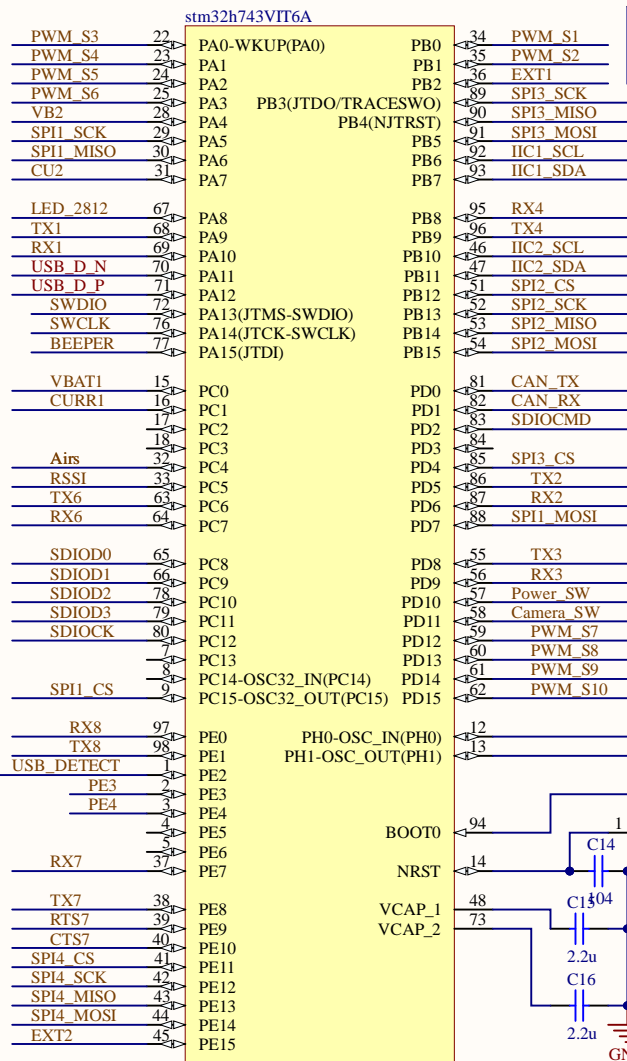 stm32h743VIT6A
PWM_S3 22 PA0-WKUP(PA0) PB0 34 PWM_S1
PWM_S4 23 PA1 PB1 35 PWM_S2
PWM_S5 24 PA2 PB2 36 EXT1
PWM_S6 25 PA3 PB3(JTDO/TRACESWO) 89 SPI3_SCK
VB2 28 PA4 PB4(NJTRST) 90 SPI3_MISO
SPI1_SCK 29 PA5 PB5 91 SPI3_MOSI
SPI1_MISO 30 PA6 PB6 92 IIC1_SCL
CU2 31 PA7 PB7 93 IIC1_SDA
LED_2812 67 PA8 PB8 95 RX4
TX1 68 PA9 PB9 96 TX4
RX1 69 PA10 PB10 46 IIC2_SCL
USB_D_N 70 PA11 PB11 47 IIC2_SDA
USB_D_P 71 PA12 PB12 51 SPI2_CS
SWDIO 72 PA13(JTMS-SWDIO) PB13 52 SPI2_SCK
SWCLK 76 PA14(JTCK-SWCLK) PB14 53 SPI2_MISO
BEEPER 77 PA15(JTDI) PB15 54 SPI2_MOSI
VBAT1 15 PC0 PD0 81 CAN_TX
CURR1 16 PC1 PD1 82 CAN_RX
17 PC2 PD2 83 SDIOCMD
18 PC3 PD3 84
Airs 32 PC4 PD4 85 SPI3_CS
RSSI 33 PC5 PD5 86 TX2
TX6 63 PC6 PD6 87 RX2
RX6 64 PC7 PD7 88 SPI1_MOSI
SDIOD0 65 PC8 PD8 55 TX3
SDIOD1 66 PC9 PD9 56 RX3
SDIOD2 78 PC10 PD10 57 Power_SW
SDIOD3 79 PC11 PD11 58 Camera_SW
SDIOCK 80 PC12 PD12 59 PWM_S7
7 PC13 PD13 60 PWM_S8
8 PC14-OSC32_IN(PC14) PD14 61 PWM_S9
SPI1_CS 9 PC15-OSC32_OUT(PC15) PD15 62 PWM_S10
RX8 97 PE0 PH0-OSC_IN(PH0) 12
TX8 98 PE1 PH1-OSC_OUT(PH1) 13
USB_DETECT 1 PE2
PE3 2 PE3
PE4 3 PE4
4 PE5 BOOT0 94 1
5 PE6 C14
RX7 37 PE7 NRST 14 104
TX7 38 PE8 VCAP_1 48 C15
RTS7 39 PE9 VCAP_2 73
CTS7 40 PE10 2.2u
SPI4_CS 41 PE11
SPI4_SCK 42 PE12 C16
SPI4_MISO 43 PE13
SPI4_MOSI 44 PE14 2.2u
EXT2 45 PE15